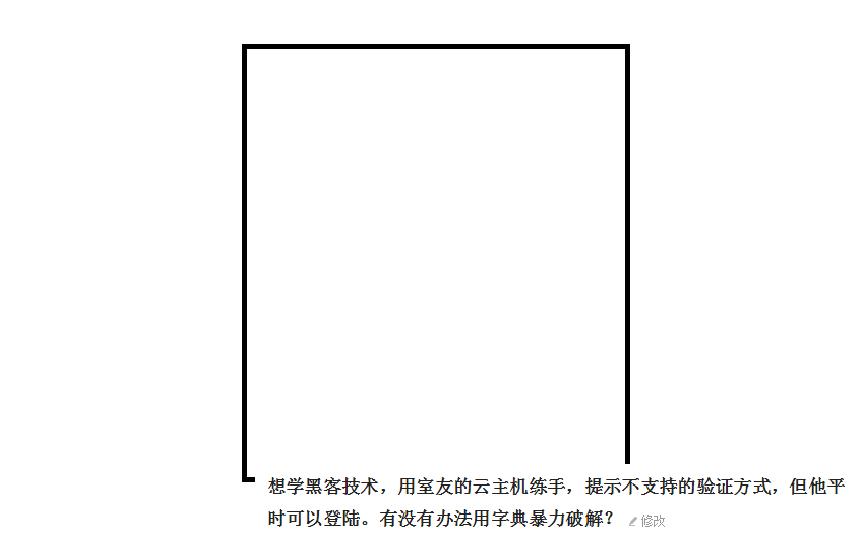 想学黑客技术，用室友的云主机练手，提示不支持的验证方式，但他平
时可以登陆。有没有办法用字典暴力破解？ 修改